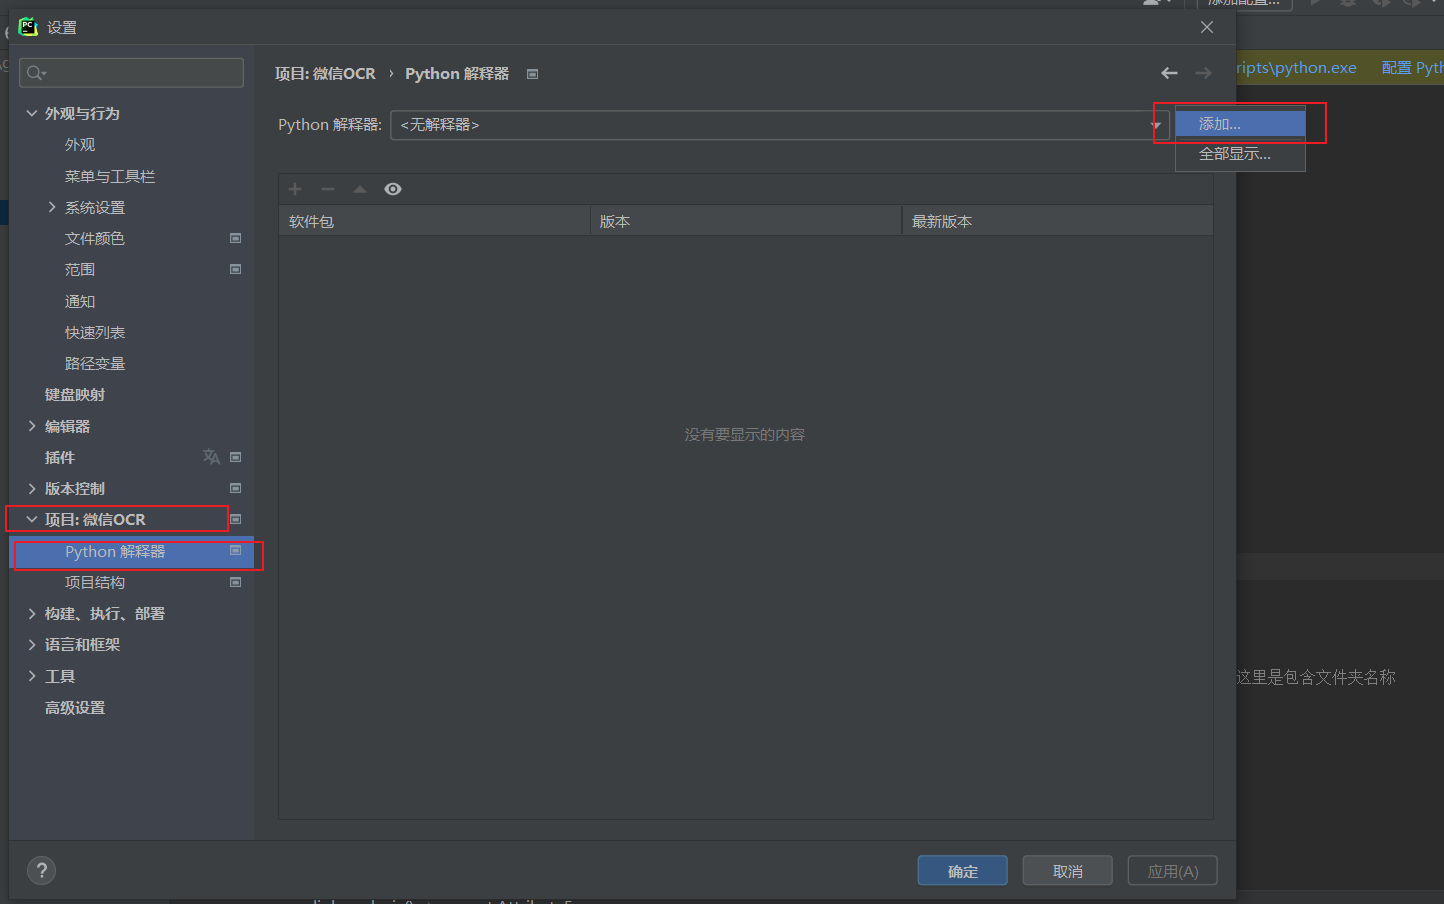 设置
添加配置...
ripts\python.exe 配置 Pyth
项目: 微信OCR › Python 解释器
Python 解释器: <无解释器>
添加...
全部显示...
外观与行为
外观
菜单与工具栏
系统设置
文件颜色
范围
通知
快速列表
路径变量
键盘映射
编辑器
插件
版本控制
项目: 微信OCR
Python 解释器
项目结构
构建、执行、部署
语言和框架
工具
高级设置
软件包 版本 最新版本
没有要显示的内容
这里是包含文件夹名称
? 确定 取消 应用(A)